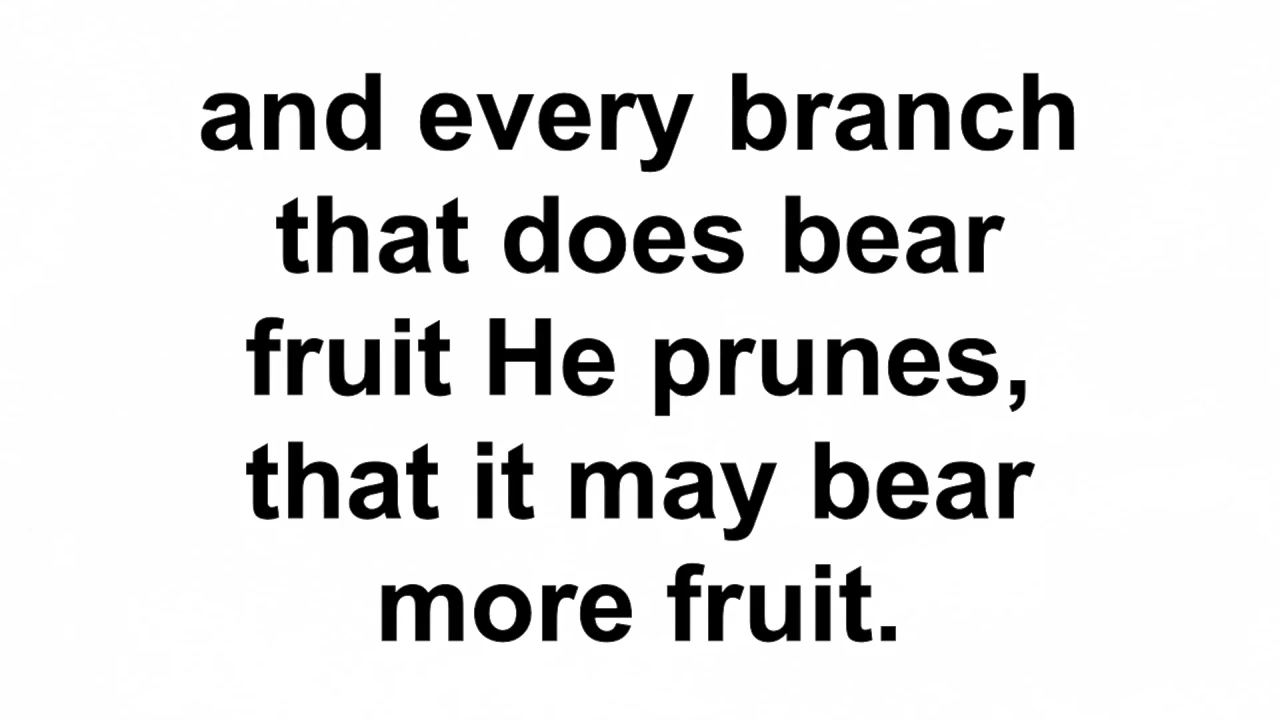 and every branch
that does bear
fruit He prunes,
that it may bear
more fruit.